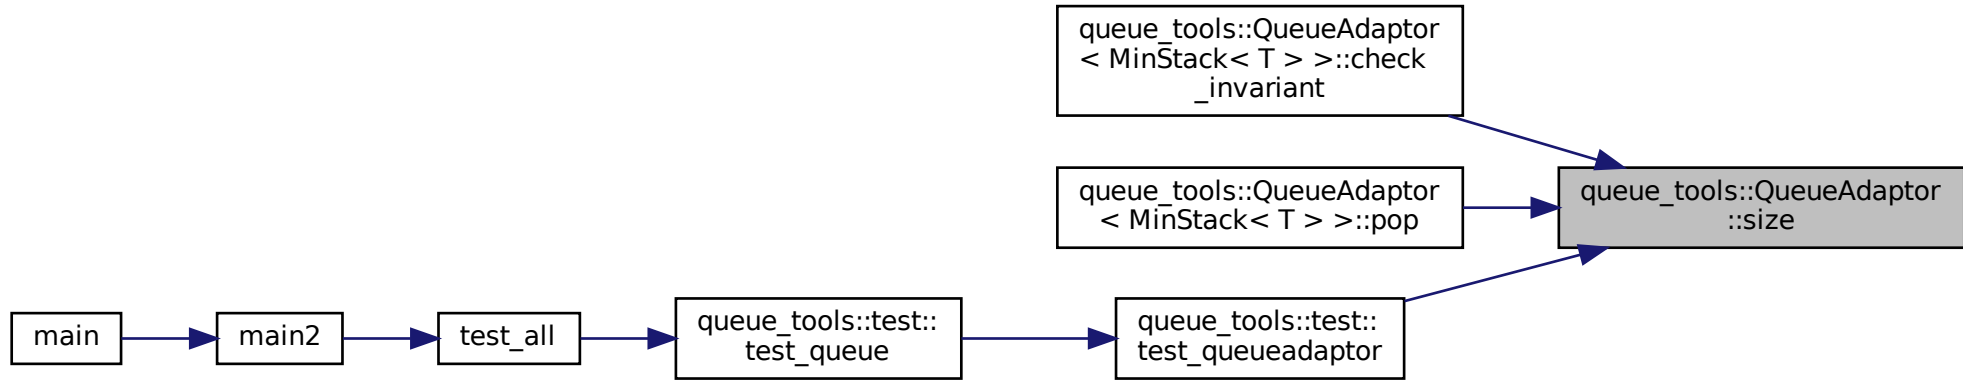 queue_tools::QueueAdaptor
< MinStack< T > >::check
_invariant
queue_tools::QueueAdaptor
< MinStack< T > >::pop
queue_tools::QueueAdaptor
::size
main
main2
test_all
queue_tools::test::
test_queue
queue_tools::test::
test_queueadaptor